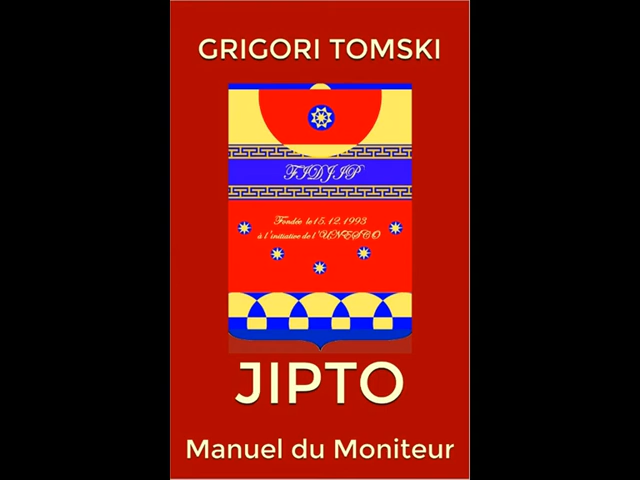 GRIGORI TOMSKI
FIDJIP
Fondée le 15.12.1993
à l'initiative de l'UNESCO
JIPTO
Manuel du Moniteur